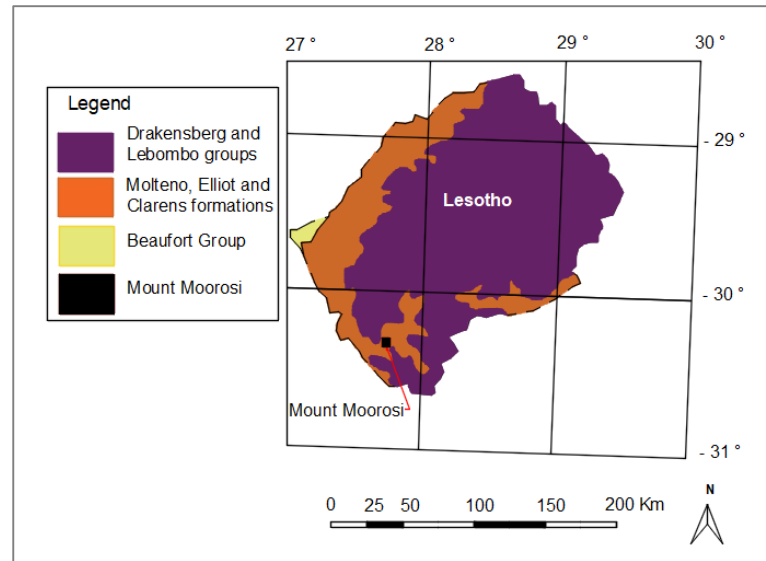 27 °
28 °
29 °
30 °
Legend
Drakensberg and
Lebombo groups
Molteno, Elliot and
Clarens formations
Beaufort Group
Mount Moorosi
Lesotho
- 29 °
- 30 °
Mount Moorosi
- 31 °
0 25 50 100 150 200 Km
N